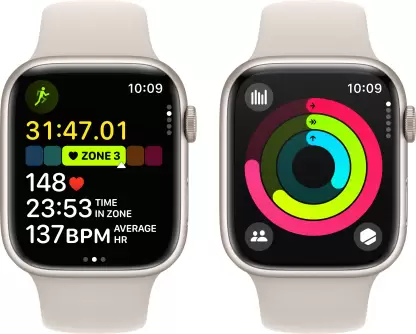 10:09
31:47.01
ZONE 3
148
23:53 TIME IN ZONE
137BPM AVERAGE HR
10:09